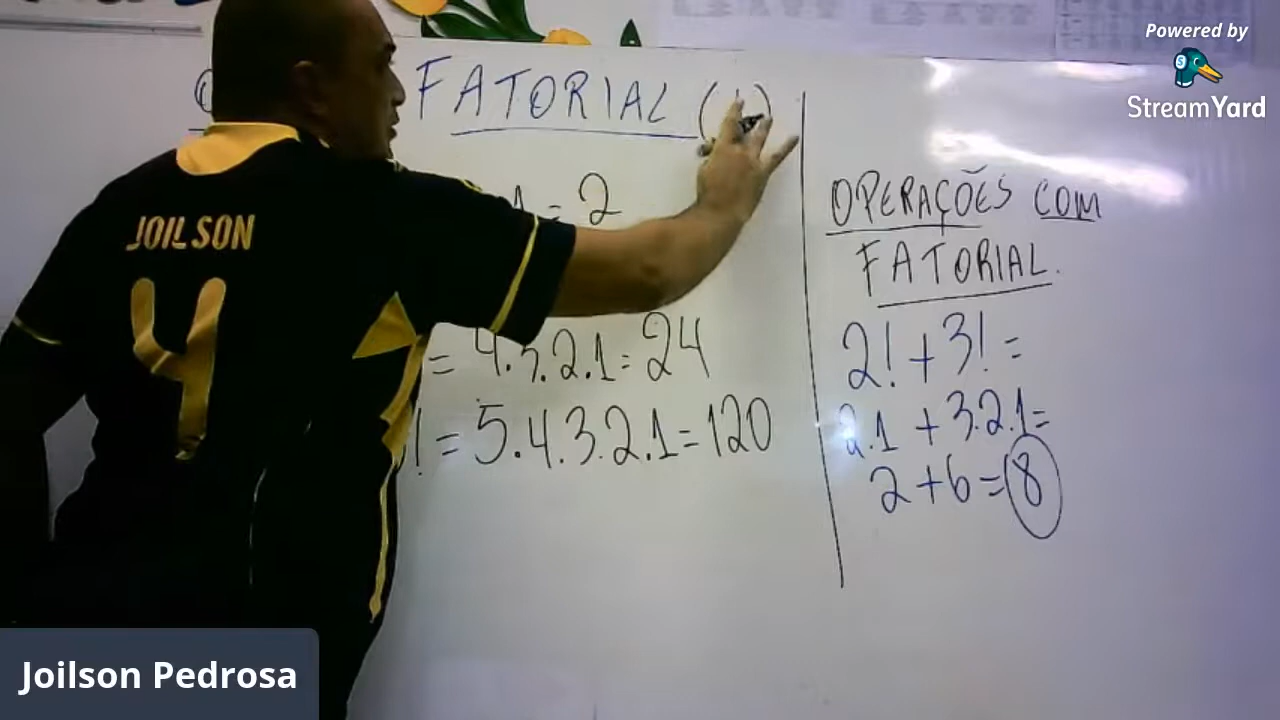 Powered by
StreamYard
FATORIAL (!)
1 = 2
= 4.3.2.1 = 24
! = 5.4.3.2.1 = 120
OPERAÇÕES COM
FATORIAL.
2! + 3! =
2.1 + 3.2.1 =
2 + 6 = 8
JOILSON
4
Joilson Pedrosa